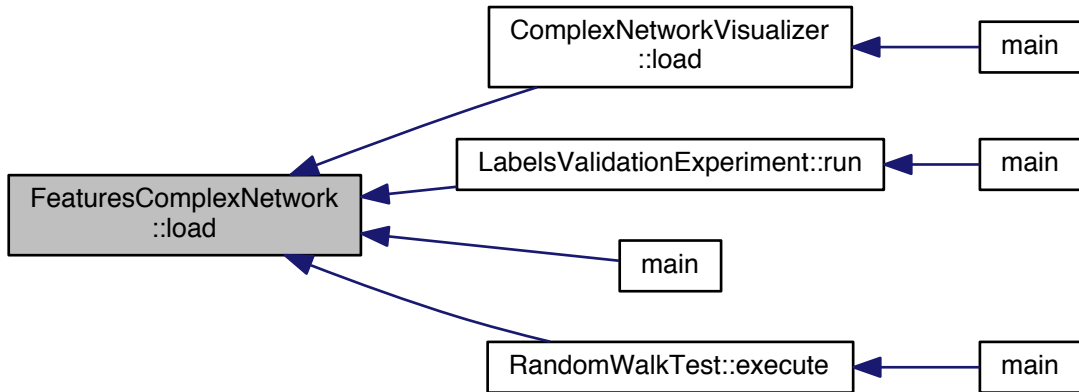 ComplexNetworkVisualizer
::load
main
LabelsValidationExperiment::run
main
FeaturesComplexNetwork
::load
main
RandomWalkTest::execute
main